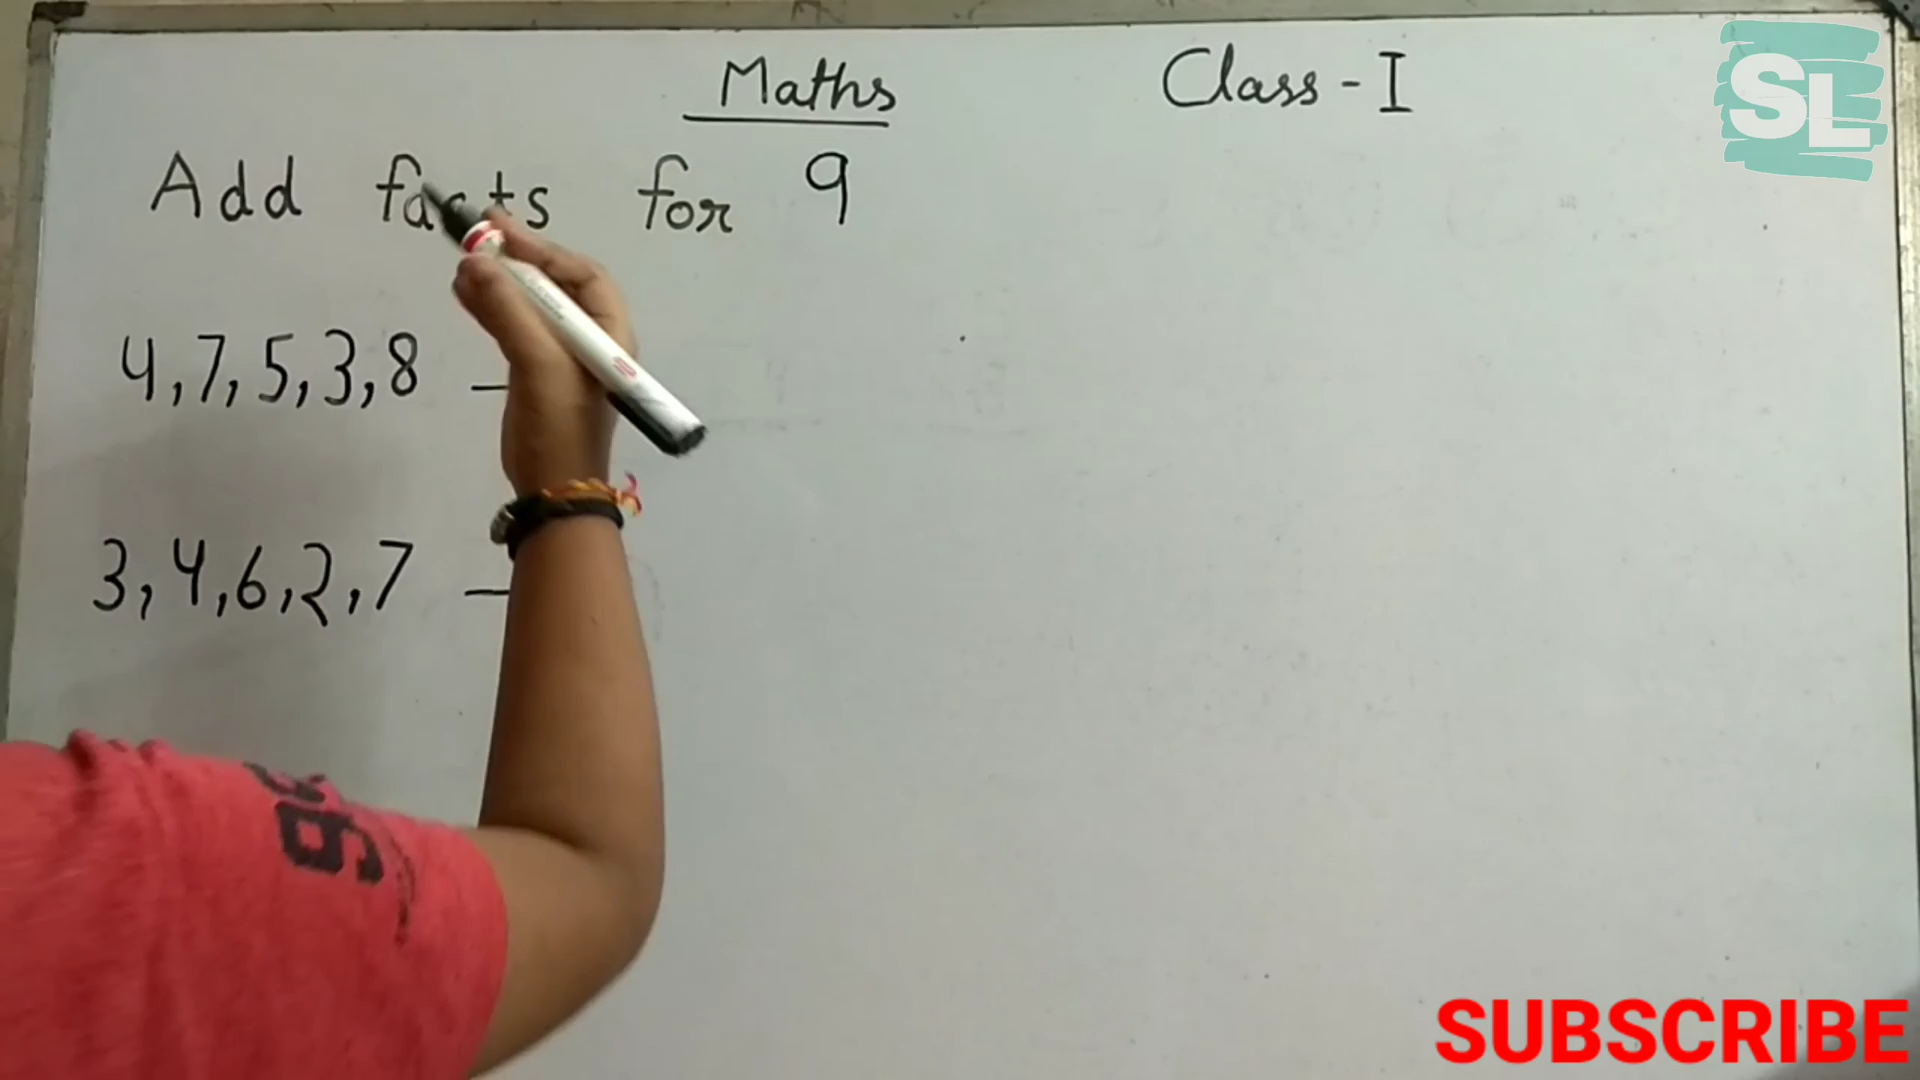 Maths
Class - I
SL
Add facts for 9
4,7,5,3,8 –
3,4,6,2,7 –
SUBSCRIBE